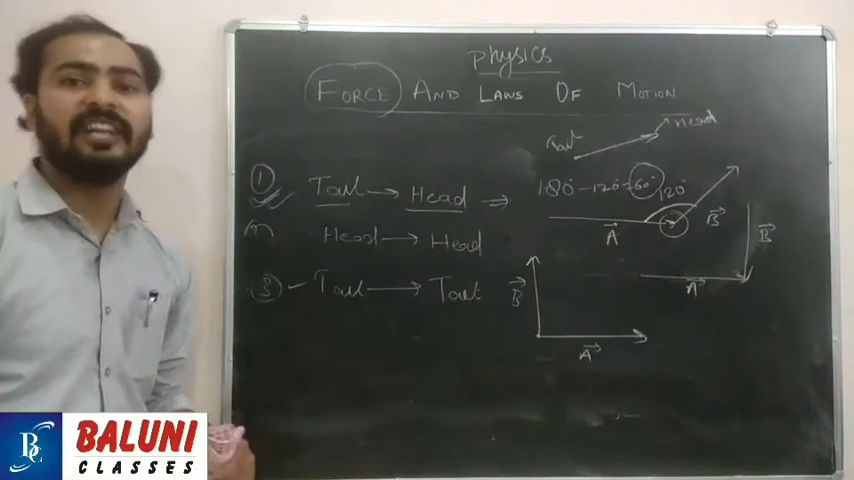 Physics
FORCE AND LAWS OF MOTION
Tail Head
① Tail → Head ⇒ 180° - 120° = 60° 120°
A⃗ B⃗ B⃗
Head → Head
A⃗
③ Tail → Tail B⃗
A⃗
BC BALUNI
CLASSES